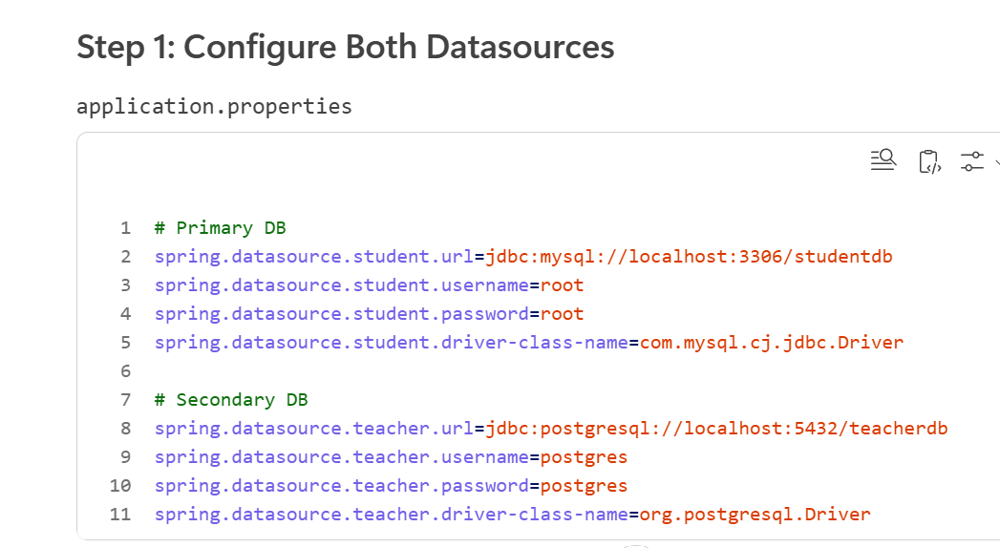 Step 1: Configure Both Datasources
application.properties
1 # Primary DB
2 spring.datasource.student.url=jdbc:mysql://localhost:3306/studentdb
3 spring.datasource.student.username=root
4 spring.datasource.student.password=root
5 spring.datasource.student.driver-class-name=com.mysql.cj.jdbc.Driver
6
7 # Secondary DB
8 spring.datasource.teacher.url=jdbc:postgresql://localhost:5432/teacherdb
9 spring.datasource.teacher.username=postgres
10 spring.datasource.teacher.password=postgres
11 spring.datasource.teacher.driver-class-name=org.postgresql.Driver